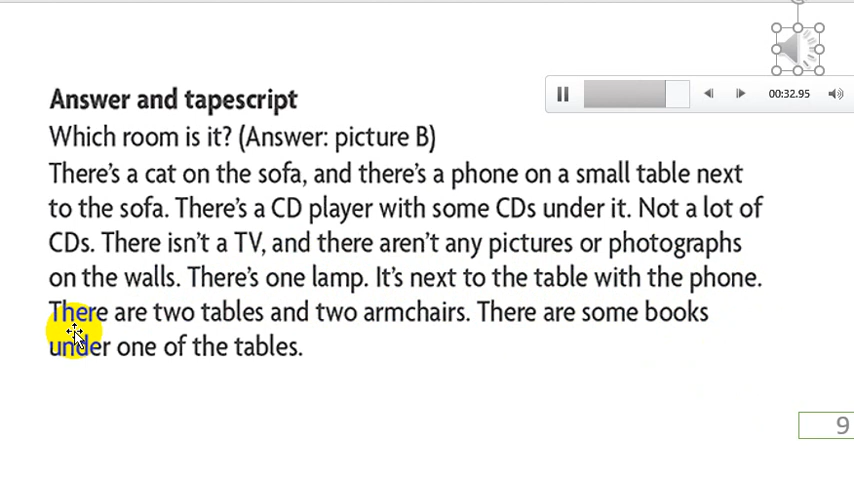 00:32.95
Answer and tapescript
Which room is it? (Answer: picture B)
There's a cat on the sofa, and there's a phone on a small table next
to the sofa. There's a CD player with some CDs under it. Not a lot of
CDs. There isn't a TV, and there aren't any pictures or photographs
on the walls. There's one lamp. It's next to the table with the phone.
There are two tables and two armchairs. There are some books
under one of the tables.
9